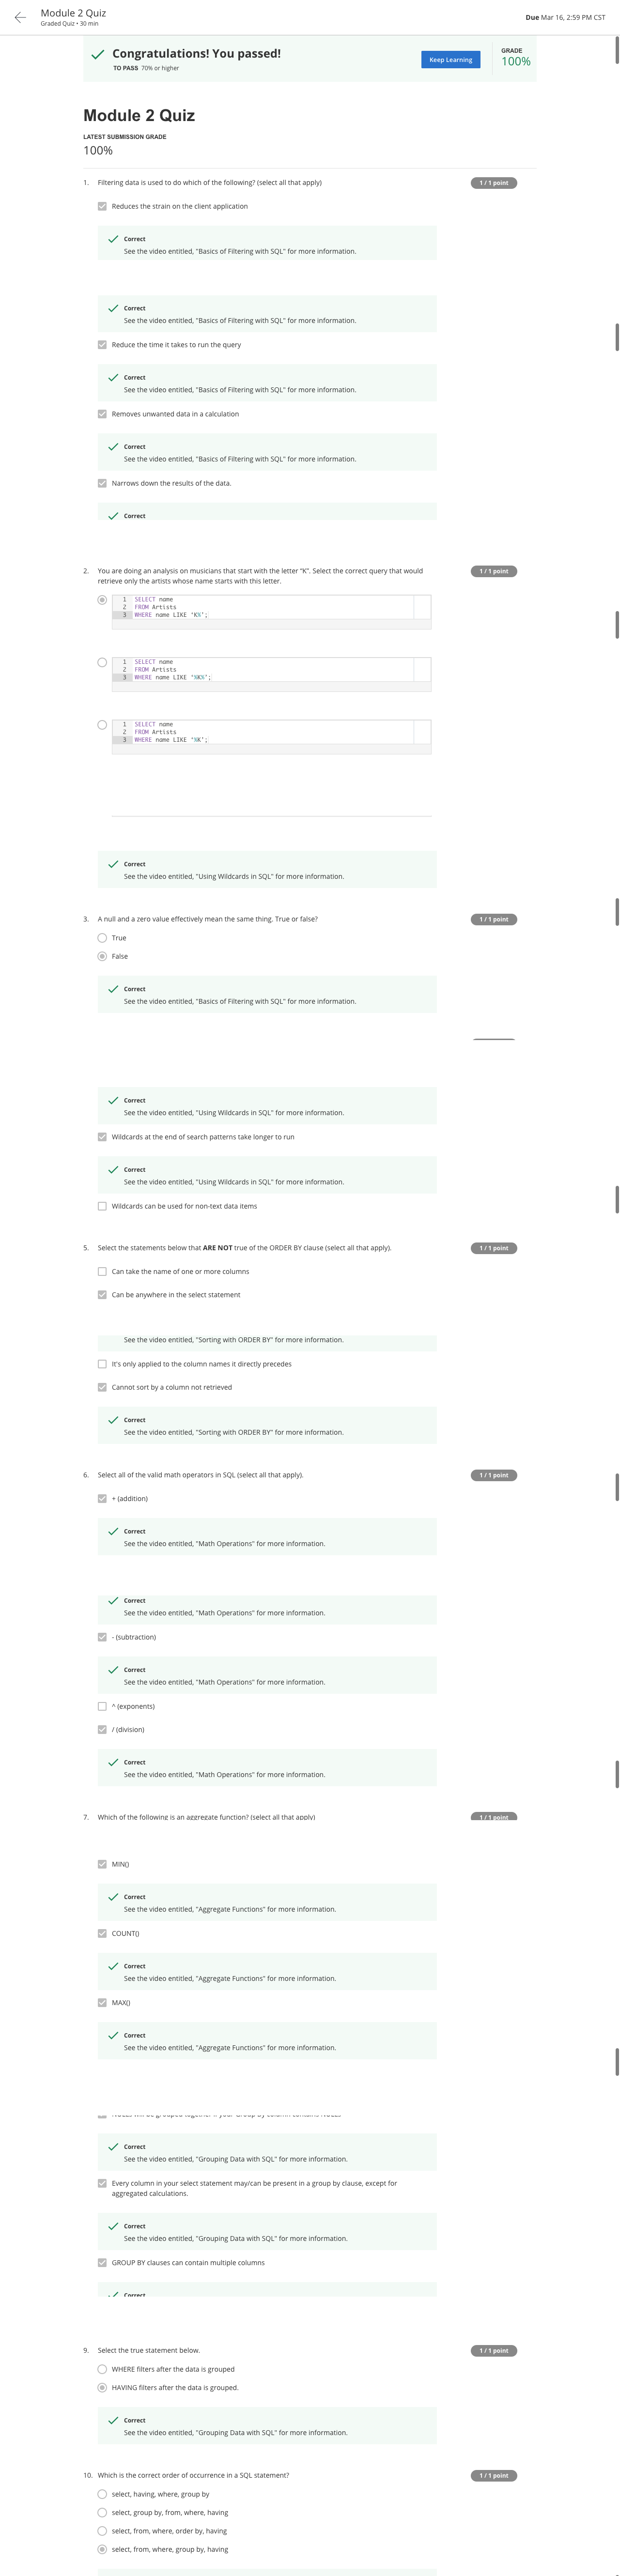 Module 2 Quiz
Graded Quiz • 30 min
Due Mar 16, 2:59 PM CST
Congratulations! You passed!
TO PASS 70% or higher
Keep Learning
GRADE
100%
Module 2 Quiz
LATEST SUBMISSION GRADE
100%
1. Filtering data is used to do which of the following? (select all that apply)
1 / 1 point
Reduces the strain on the client application
Correct
See the video entitled, "Basics of Filtering with SQL" for more information.
Correct
See the video entitled, "Basics of Filtering with SQL" for more information.
Reduce the time it takes to run the query
Correct
See the video entitled, "Basics of Filtering with SQL" for more information.
Removes unwanted data in a calculation
Correct
See the video entitled, "Basics of Filtering with SQL" for more information.
Narrows down the results of the data.
Correct
2. You are doing an analysis on musicians that start with the letter "K". Select the correct query that would
retrieve only the artists whose name starts with this letter.
1 / 1 point
1 SELECT name
2 FROM Artists
3 WHERE name LIKE 'K%';
1 SELECT name
2 FROM Artists
3 WHERE name LIKE '%K%';
1 SELECT name
2 FROM Artists
3 WHERE name LIKE '%K';
Correct
See the video entitled, "Using Wildcards in SQL" for more information.
3. A null and a zero value effectively mean the same thing. True or false?
1 / 1 point
True
False
Correct
See the video entitled, "Basics of Filtering with SQL" for more information.
Correct
See the video entitled, "Using Wildcards in SQL" for more information.
Wildcards at the end of search patterns take longer to run
Correct
See the video entitled, "Using Wildcards in SQL" for more information.
Wildcards can be used for non-text data items
5. Select the statements below that ARE NOT true of the ORDER BY clause (select all that apply).
1 / 1 point
Can take the name of one or more columns
Can be anywhere in the select statement
See the video entitled, "Sorting with ORDER BY" for more information.
It's only applied to the column names it directly precedes
Cannot sort by a column not retrieved
Correct
See the video entitled, "Sorting with ORDER BY" for more information.
6. Select all of the valid math operators in SQL (select all that apply).
1 / 1 point
+ (addition)
Correct
See the video entitled, "Math Operations" for more information.
Correct
See the video entitled, "Math Operations" for more information.
- (subtraction)
Correct
See the video entitled, "Math Operations" for more information.
^ (exponents)
/ (division)
Correct
See the video entitled, "Math Operations" for more information.
7. Which of the following is an aggregate function? (select all that apply)
1 / 1 point
MIN()
Correct
See the video entitled, "Aggregate Functions" for more information.
COUNT()
Correct
See the video entitled, "Aggregate Functions" for more information.
MAX()
Correct
See the video entitled, "Aggregate Functions" for more information.
Correct
See the video entitled, "Grouping Data with SQL" for more information.
Every column in your select statement may/can be present in a group by clause, except for
aggregated calculations.
Correct
See the video entitled, "Grouping Data with SQL" for more information.
GROUP BY clauses can contain multiple columns
Correct
9. Select the true statement below.
1 / 1 point
WHERE filters after the data is grouped
HAVING filters after the data is grouped.
Correct
See the video entitled, "Grouping Data with SQL" for more information.
10. Which is the correct order of occurrence in a SQL statement?
1 / 1 point
select, having, where, group by
select, group by, from, where, having
select, from, where, order by, having
select, from, where, group by, having